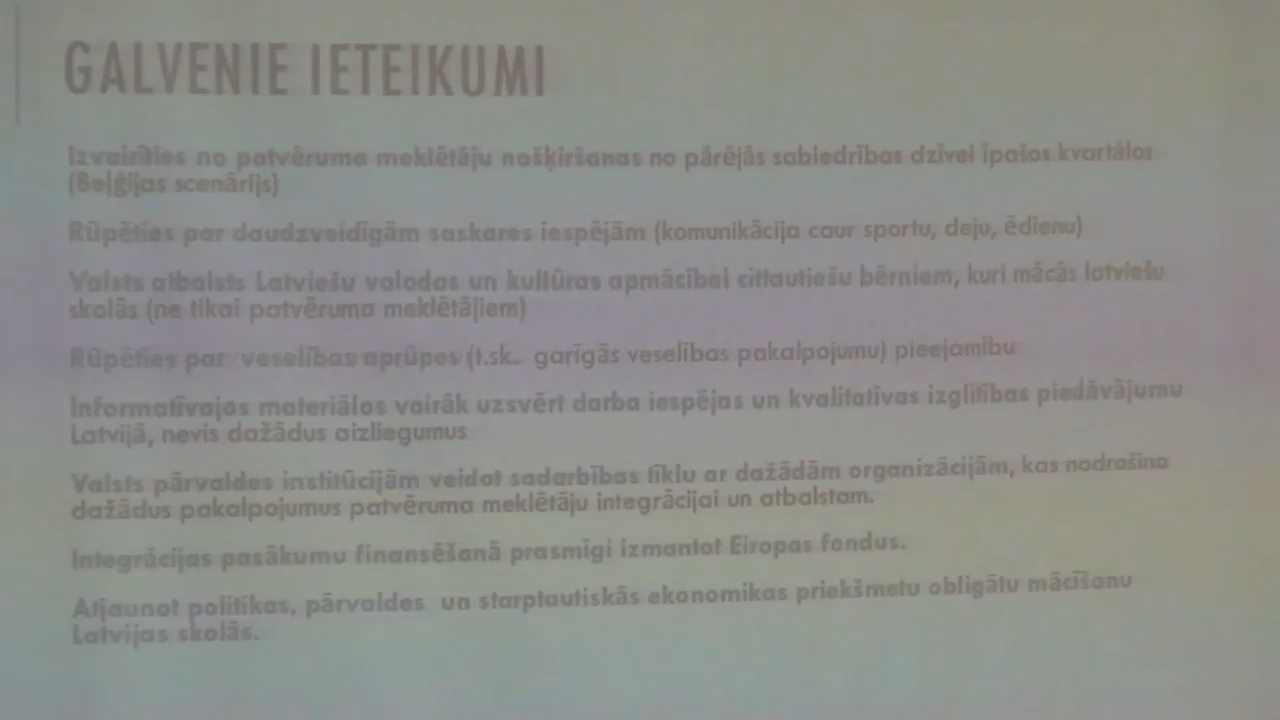 GALVENIE IETEIKUMI
Izvairīties no patvēruma meklētāju nošķiršanas no pārējās sabiedrības dzīvei īpašos kvartālos
(Beļģijas scenārijs)
Rūpēties par daudzveidīgām saskares iespējām (komunikācija caur sportu, deju, ēdienu)
Valsts atbalsts Latviešu valodas un kultūras apmācībai cittautiešu bērniem, kuri mācās latviešu
skolās (ne tikai patvēruma meklētājiem)
Rūpēties par veselības aprūpes (t.sk. garīgās veselības pakalpojumu) pieejamību
Informatīvajos materiālos vairāk uzsvērt darba iespējas un kvalitatīvas izglītības piedāvājumu
Latvijā, nevis dažādus aizliegumus
Valsts pārvaldes institūcijām veidot sadarbības tīklu ar dažādām organizācijām, kas nodrošina
dažādus pakalpojumus patvēruma meklētāju integrācijai un atbalstam.
Integrācijas pasākumu finansēšanā prasmīgi izmantot Eiropas fondus.
Atjaunot politikas, pārvaldes un starptautiskās ekonomikas priekšmetu obligātu mācīšanu
Latvijas skolās.